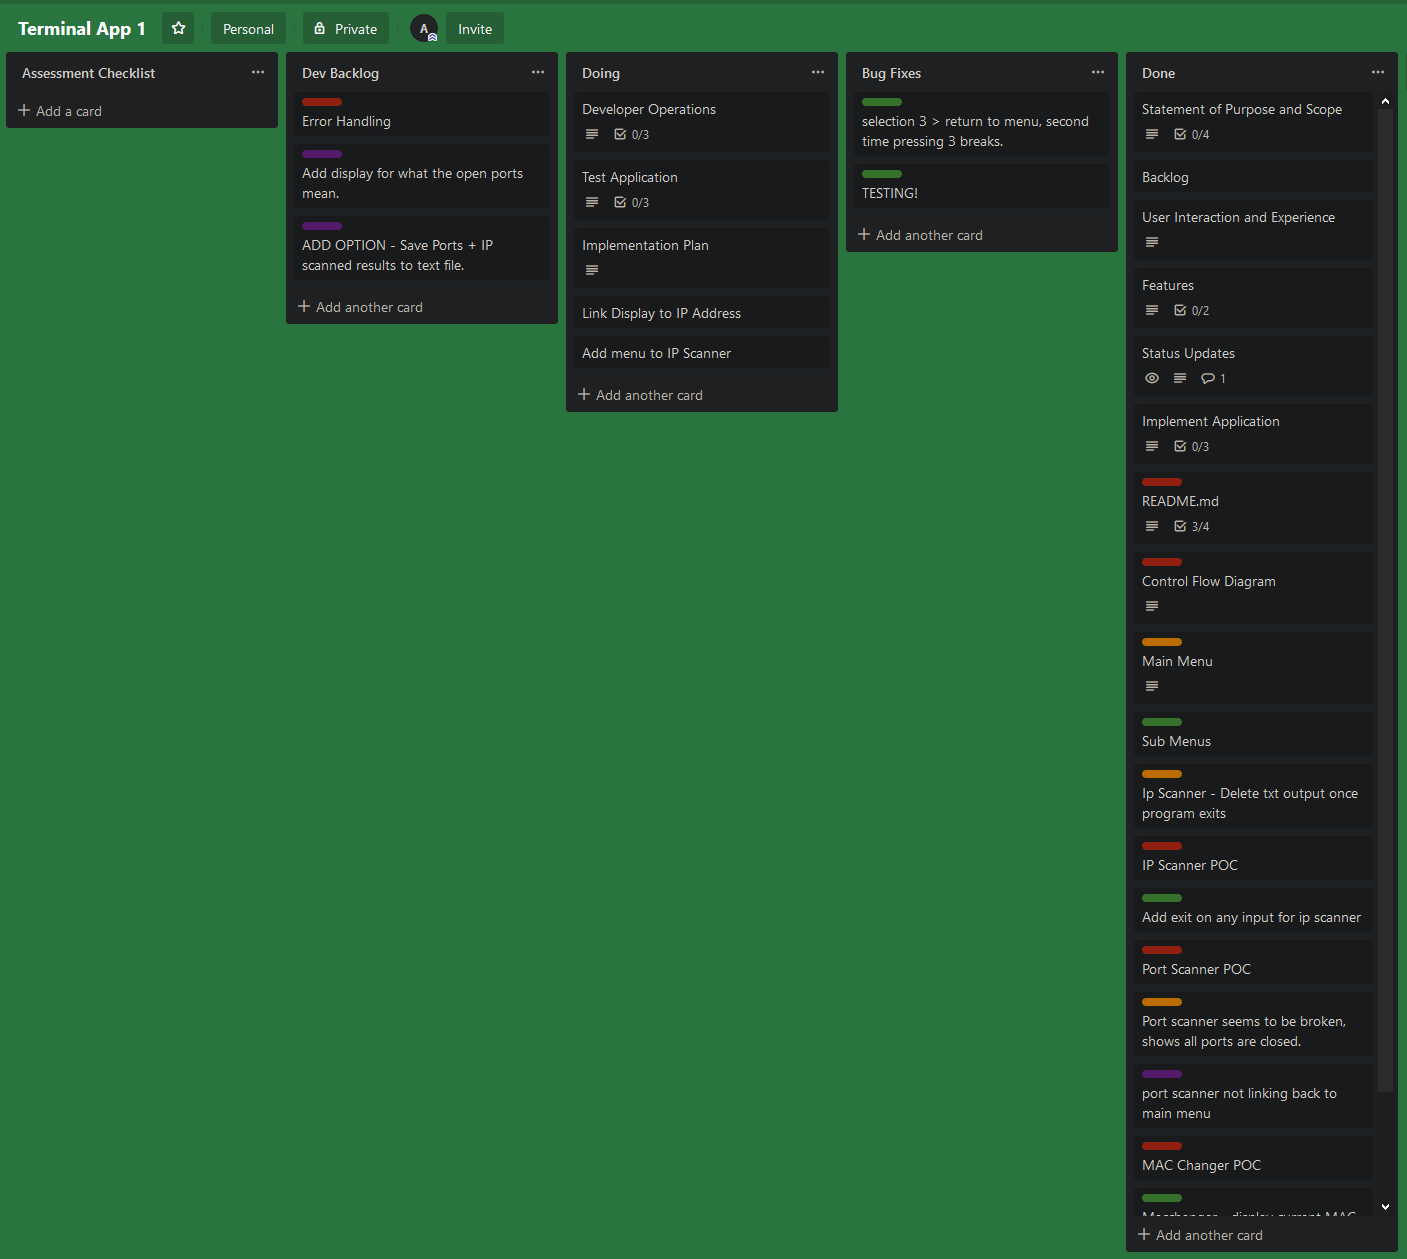 Terminal App 1
Personal
Private
A
Invite
Assessment Checklist
Add a card
Dev Backlog
Error Handling
Add display for what the open ports
mean.
ADD OPTION - Save Ports + IP
scanned results to text file.
Add another card
Doing
Developer Operations
0/3
Test Application
0/3
Implementation Plan
Link Display to IP Address
Add menu to IP Scanner
Add another card
Bug Fixes
selection 3 > return to menu, second
time pressing 3 breaks.
TESTING!
Add another card
Done
Statement of Purpose and Scope
0/4
Backlog
User Interaction and Experience
Features
0/2
Status Updates
1
Implement Application
0/3
README.md
3/4
Control Flow Diagram
Main Menu
Sub Menus
Ip Scanner - Delete txt output once
program exits
IP Scanner POC
Add exit on any input for ip scanner
Port Scanner POC
Port scanner seems to be broken,
shows all ports are closed.
port scanner not linking back to
main menu
MAC Changer POC
- display current MAC
Add another card